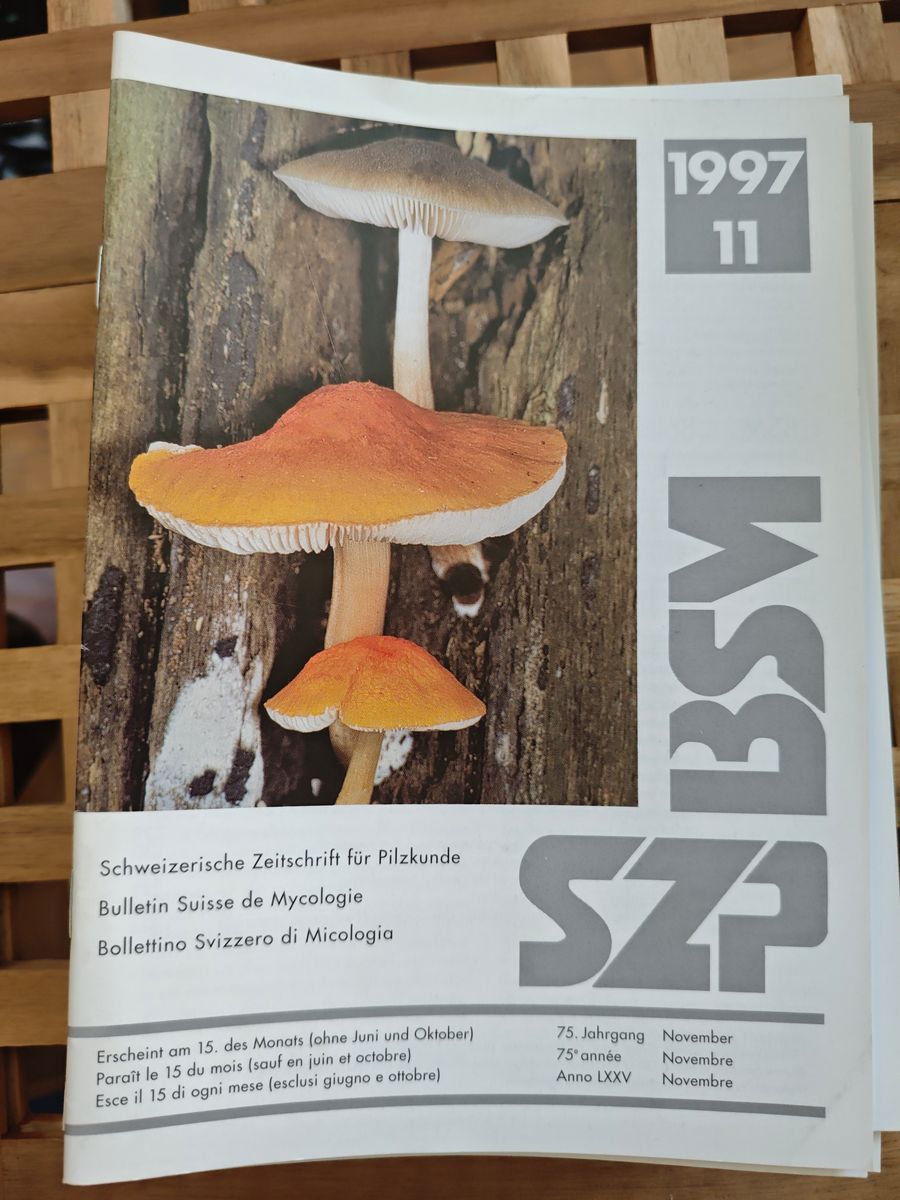 1997
11
BSM
SZP
Schweizerische Zeitschrift für Pilzkunde
Bulletin Suisse de Mycologie
Bollettino Svizzero di Micologia
Erscheint am 15. des Monats (ohne Juni und Oktober)
Paraît le 15 du mois (sauf en juin et octobre)
Esce il 15 di ogni mese (esclusi giugno e ottobre)
75. Jahrgang November
75e année Novembre
Anno LXXV Novembre